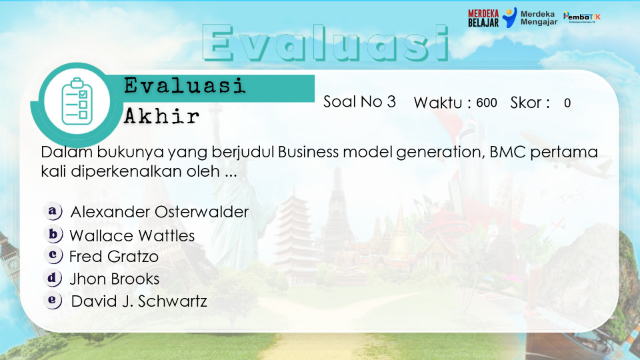 MERDEKA
BELAJAR
Merdeka
Mengajar
PembaTIK
Evaluasi
Evaluasi
Akhir
Soal No 3 Waktu : 600 Skor : 0
Dalam bukunya yang berjudul Business model generation, BMC pertama
kali diperkenalkan oleh ...
a Alexander Osterwalder
b Wallace Wattles
c Fred Gratzo
d Jhon Brooks
e David J. Schwartz